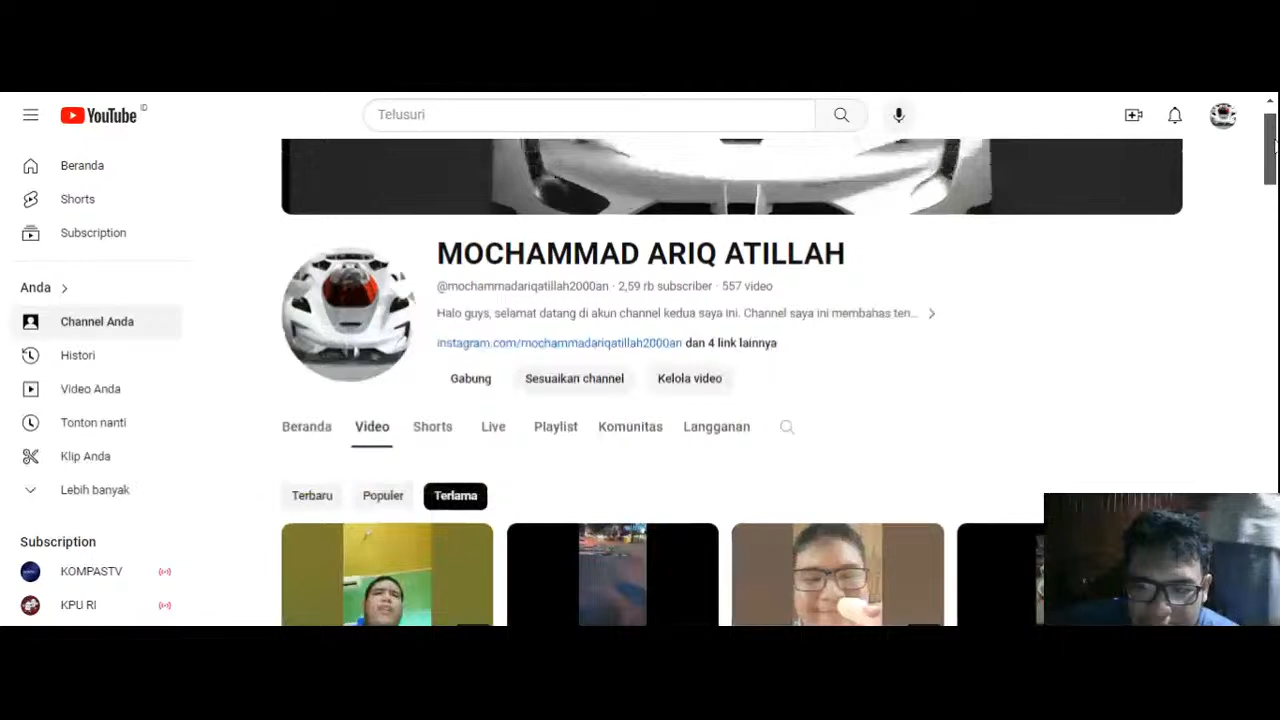 YouTube ID
Telusuri
Beranda
Shorts
Subscription
Anda
Channel Anda
Histori
Video Anda
Tonton nanti
Klip Anda
Lebih banyak
Subscription
KOMPASTV
KPU RI
MOCHAMMAD ARIQ ATILLAH
@mochammadariqatillah2000an · 2,59 rb subscriber · 557 video
Halo guys, selamat datang di akun channel kedua saya ini. Channel saya ini membahas ten...
instagram.com/mochammadariqatillah2000an dan 4 link lainnya
Gabung Sesuaikan channel Kelola video
Beranda Video Shorts Live Playlist Komunitas Langganan
Terbaru Populer Terlama